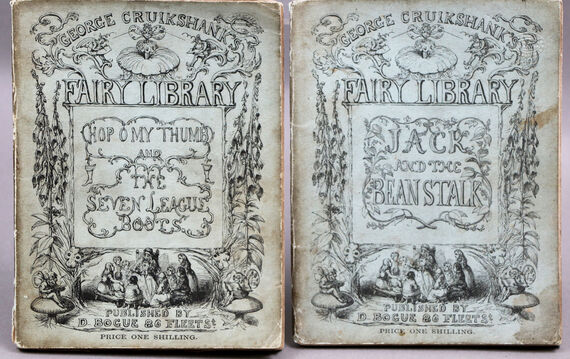 GEORGE CRUIKSHANK'S
FAIRY LIBRARY
HOP O' MY THUMB
AND
THE
SEVEN LEAGUE
BOOTS
PUBLISHED BY
D. BOGUE 86 FLEET St
PRICE ONE SHILLING.
GEORGE CRUIKSHANK'S
FAIRY LIBRARY
JACK
AND THE
BEAN STALK
PUBLISHED BY
D. BOGUE 86 FLEET St
PRICE ONE SHILLING.